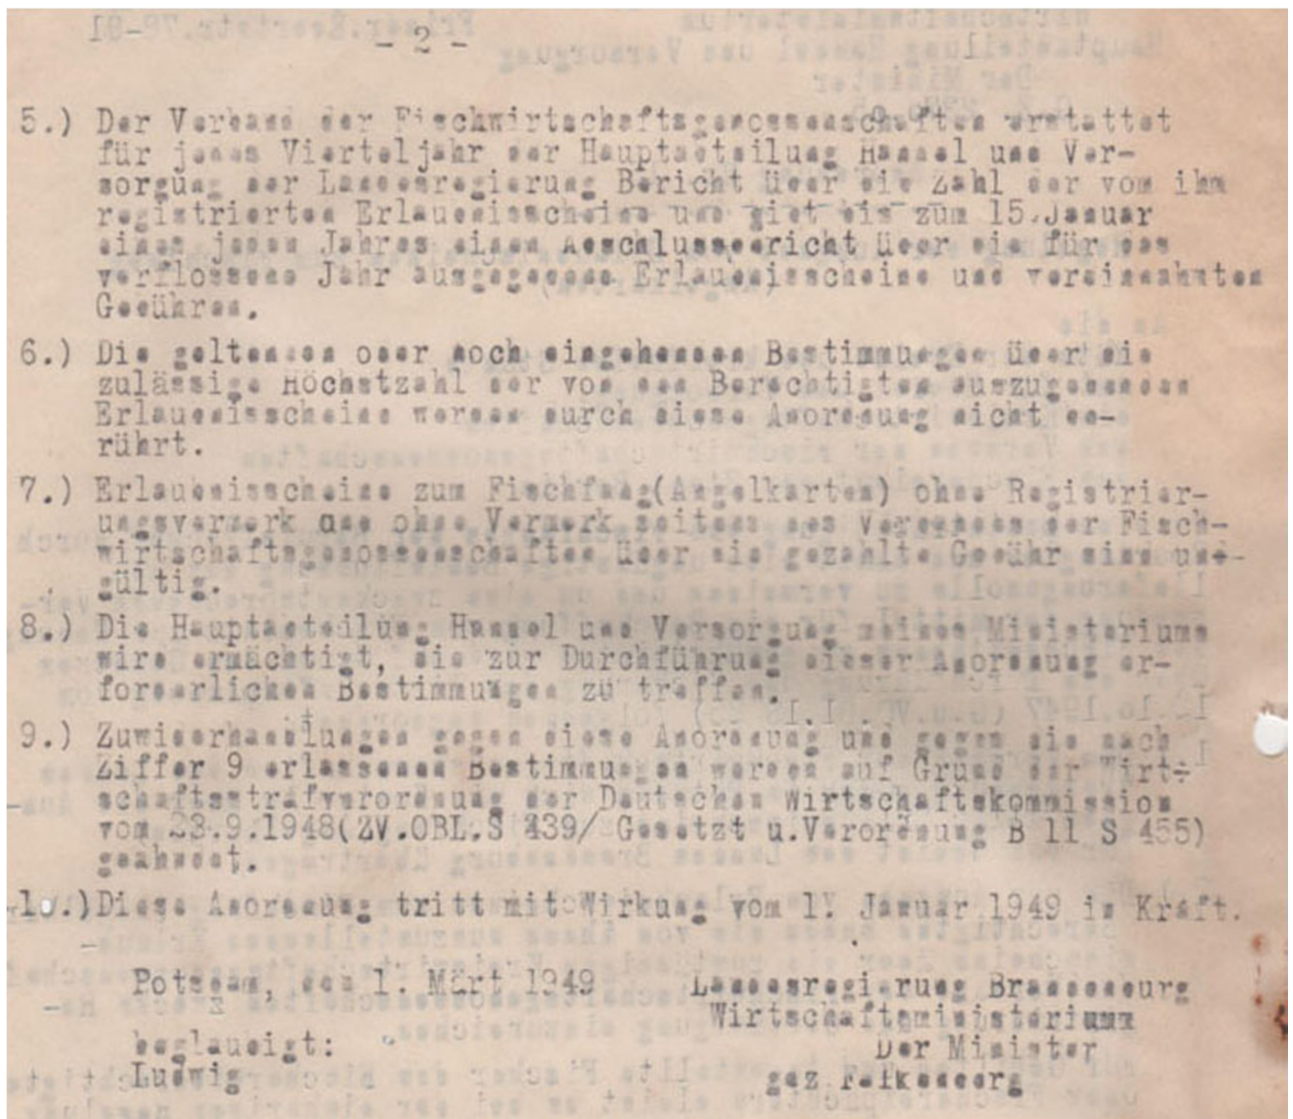 - 2 -
5.) Der Verband der Fischwirtschaftsgenossenschaften erstattet
für jedes Vierteljahr der Hauptabteilung Handel und Ver-
sorgung der Landesregierung Bericht über die Zahl der von ihm
registrierten Erlaubnisscheine und gibt bis zum 15.Januar
eines jeden Jahres einen Abschlussbericht über die für das
verflossene Jahr ausgegebene Erlaubnisscheine und vereinnahmten
Gebühren.
6.) Die geltenden oder noch eingehenden Bestimmungen über die
zulässige Höchstzahl der von den Berechtigten auszugebenden
Erlaubnisscheine werden durch diese Anordnung nicht be-
rührt.
7.) Erlaubnisscheine zum Fischfang(Angelkarten) ohne Registrier-
ungsvermerk und ohne Vermerk seitens des Verbandes der Fisch-
wirtschaftsgenossenschaften über die gezahlte Gebühr sind un-
gültig.
8.) Die Hauptabteilung Handel und Versorgung meines Ministeriums
wird ermächtigt, die zur Durchführung dieser Anordnung er-
forderlichen Bestimmungen zu treffen.
9.) Zuwiderhandlungen gegen diese Anordnung und gegen die nach
Ziffer 9 erlassenen Bestimmungen werden auf Grund der Wirt-
schaftsstrafverordnung der Deutschen Wirtschaftskommission
vom 23.9.1948(ZV.OBL.S 439/ Gesetzt u.Verordnung B 11 S 455)
geahndet.
10.)Diese Anordnung tritt mit Wirkung vom 1. Januar 1949 in Kraft.
Potsdam, den 1. Märt 1949 Landesregierung Brandenburg
Wirtschaftsministerium
beglaubigt: Der Minister
Ludwig gez Falkenberg